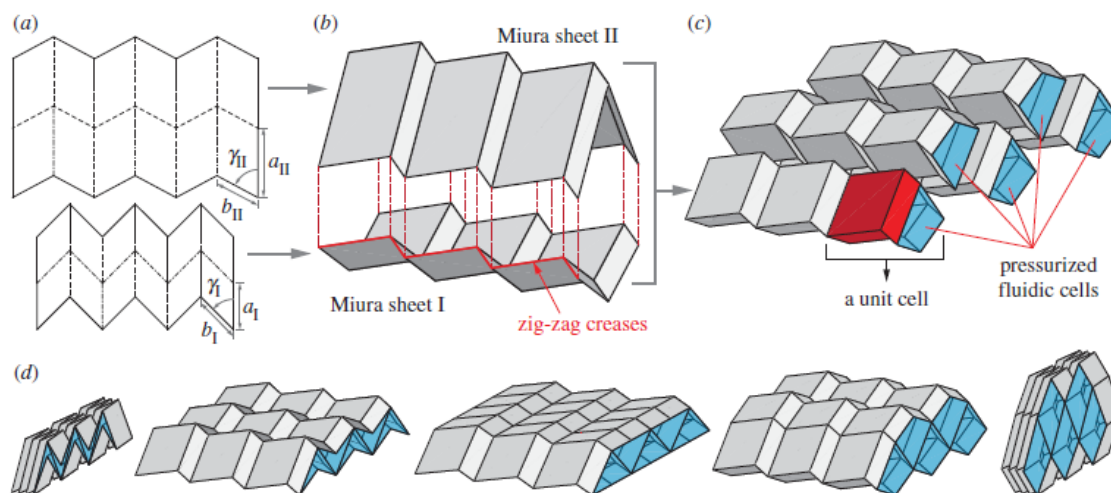 (a)
(b)
(c)
Miura sheet II
γII
aII
bII
γI
aI
bI
Miura sheet I
zig-zag creases
a unit cell
pressurized
fluidic cells
(d)